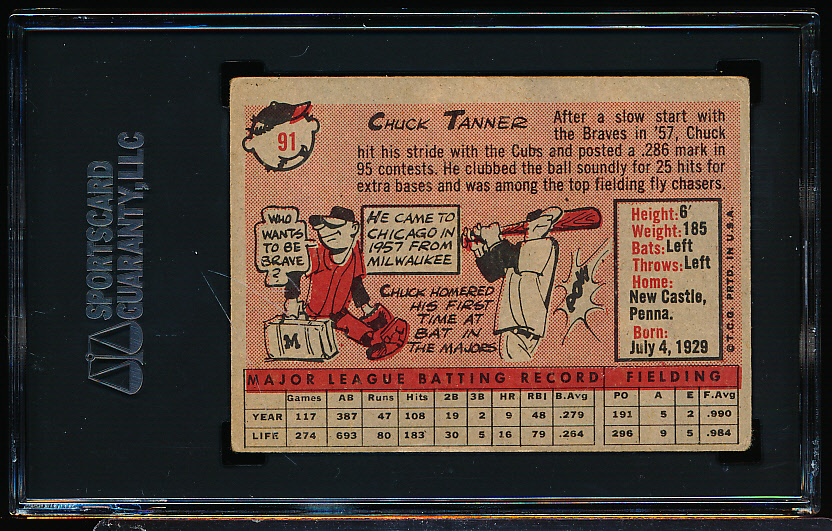 SPORTSCARD
GUARANTY, LLC
91
CHUCK TANNER
After a slow start with
the Braves in '57, Chuck
hit his stride with the Cubs and posted a .286 mark in
95 contests. He clubbed the ball soundly for 25 hits for
extra bases and was among the top fielding fly chasers.
WHO
WANTS
TO BE
BRAVE
?
HE CAME TO
CHICAGO IN
1957 FROM
MILWAUKEE
M
CHUCK HOMERED
HIS FIRST
TIME AT
BAT IN
THE MAJORS
POW
Height: 6'
Weight: 185
Bats: Left
Throws: Left
Home:
New Castle,
Penna.
Born:
July 4, 1929
© T.C.G. PRTD. IN U.S.A.
MAJOR LEAGUE BATTING RECORD FIELDING
Games AB Runs Hits 2B 3B HR RBI B.Avg PO A E F.Avg
YEAR 117 387 47 108 19 2 9 48 .279 191 5 2 .990
LIFE 274 693 80 183 30 5 16 79 .264 296 9 5 .984